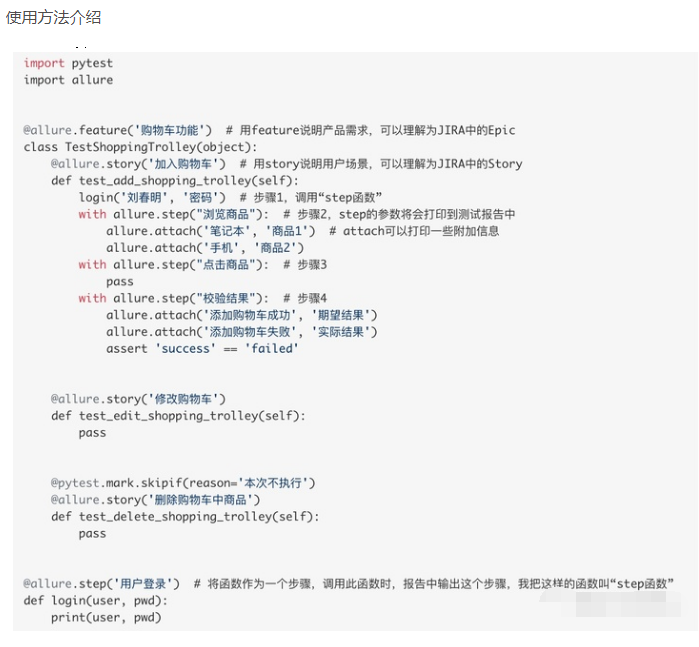 使用方法介绍
import pytest
import allure
@allure.feature('购物车功能')  # 用feature说明产品需求，可以理解为JIRA中的Epic
class TestShoppingTrolley(object):
    @allure.story('加入购物车')  # 用story说明用户场景，可以理解为JIRA中的Story
    def test_add_shopping_trolley(self):
        login('刘春明', '密码')  # 步骤1，调用“step函数”
        with allure.step("浏览商品"):  # 步骤2，step的参数将会打印到测试报告中
            allure.attach('笔记本', '商品1')  # attach可以打印一些附加信息
            allure.attach('手机', '商品2')
        with allure.step("点击商品"):  # 步骤3
            pass
        with allure.step("校验结果"):  # 步骤4
            allure.attach('添加购物车成功', '期望结果')
            allure.attach('添加购物车失败', '实际结果')
            assert 'success' == 'failed'
    @allure.story('修改购物车')
    def test_edit_shopping_trolley(self):
        pass
    @pytest.mark.skipif(reason='本次不执行')
    @allure.story('删除购物车中商品')
    def test_delete_shopping_trolley(self):
        pass
@allure.step('用户登录')  # 将函数作为一个步骤，调用此函数时，报告中输出这个步骤，我把这样的函数叫“step函数”
def login(user, pwd):
    print(user, pwd)